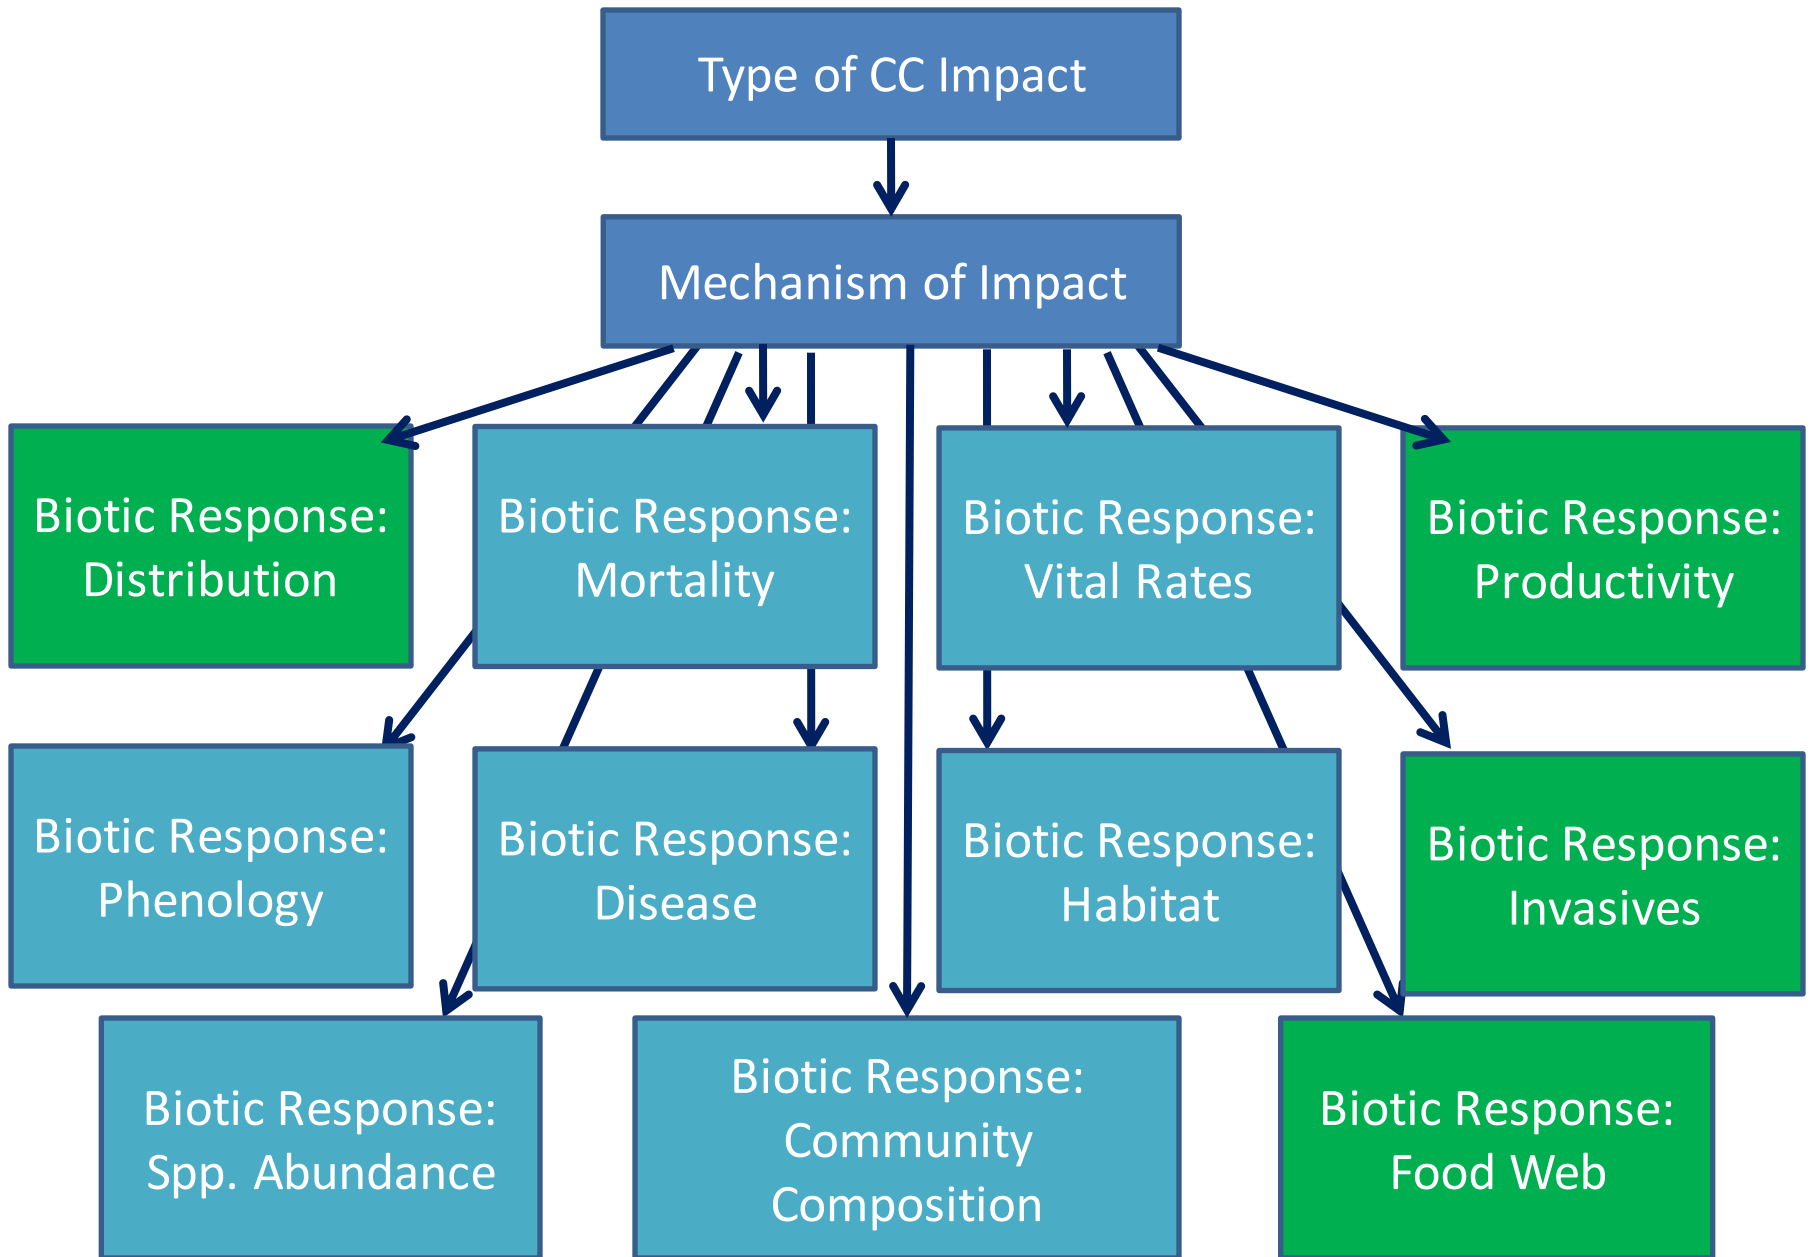 Type of CC Impact
Mechanism of Impact
Biotic Response:
Distribution
Biotic Response:
Mortality
Biotic Response:
Vital Rates
Biotic Response:
Productivity
Biotic Response:
Phenology
Biotic Response:
Disease
Biotic Response:
Habitat
Biotic Response:
Invasives
Biotic Response:
Spp. Abundance
Biotic Response:
Community
Composition
Biotic Response:
Food Web